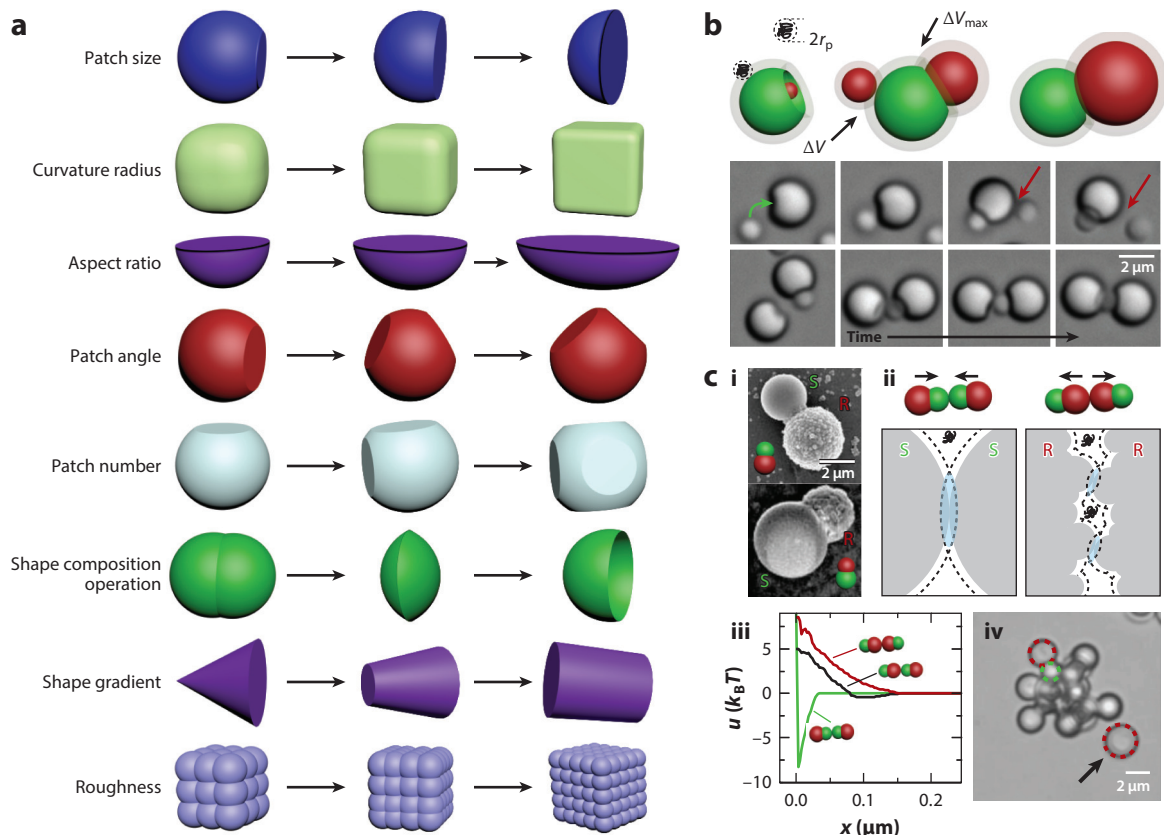 a
Patch size
Curvature radius
Aspect ratio
Patch angle
Patch number
Shape composition
operation
Shape gradient
Roughness
b
2rp
ΔVmax
ΔV
2 μm
Time
c
i
S
R
2 μm
R
S
ii
S
S
R
R
iii
u (kBT)
5
0
−5
−10
0.0
0.1
0.2
x (μm)
iv
2 μm